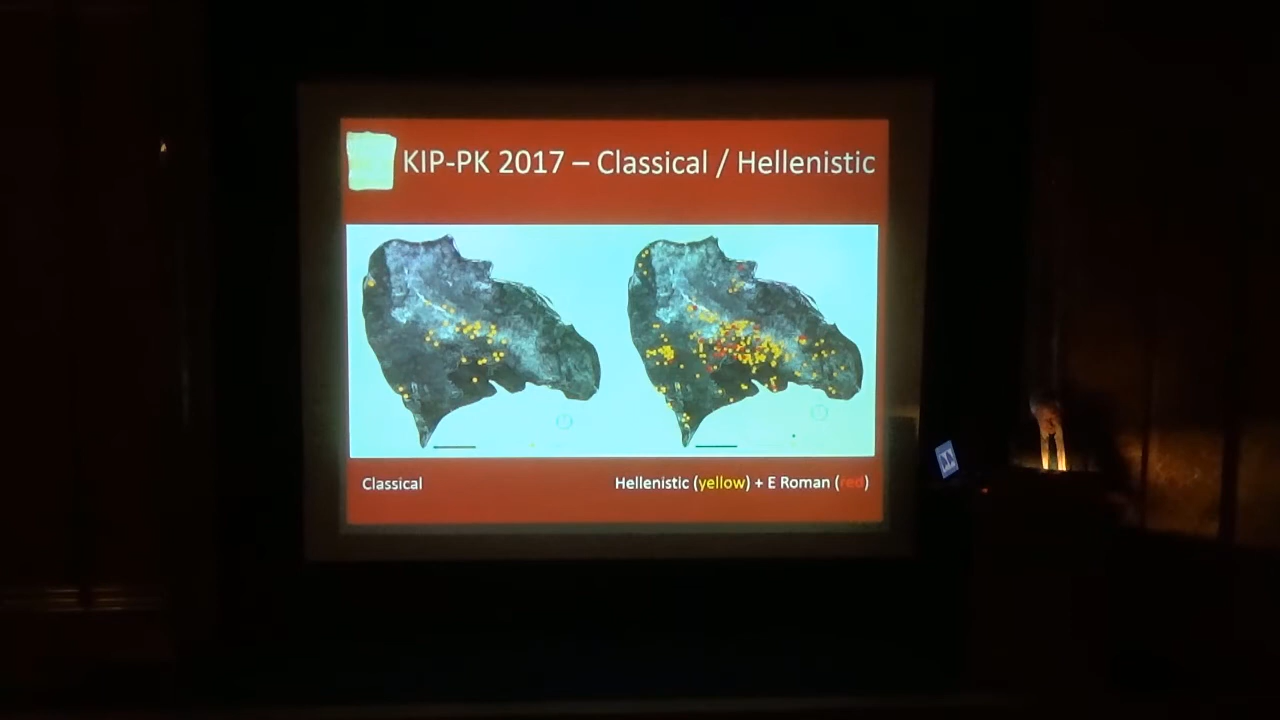 KIP-PK 2017 – Classical / Hellenistic
Classical
Hellenistic (yellow) + E Roman (red)